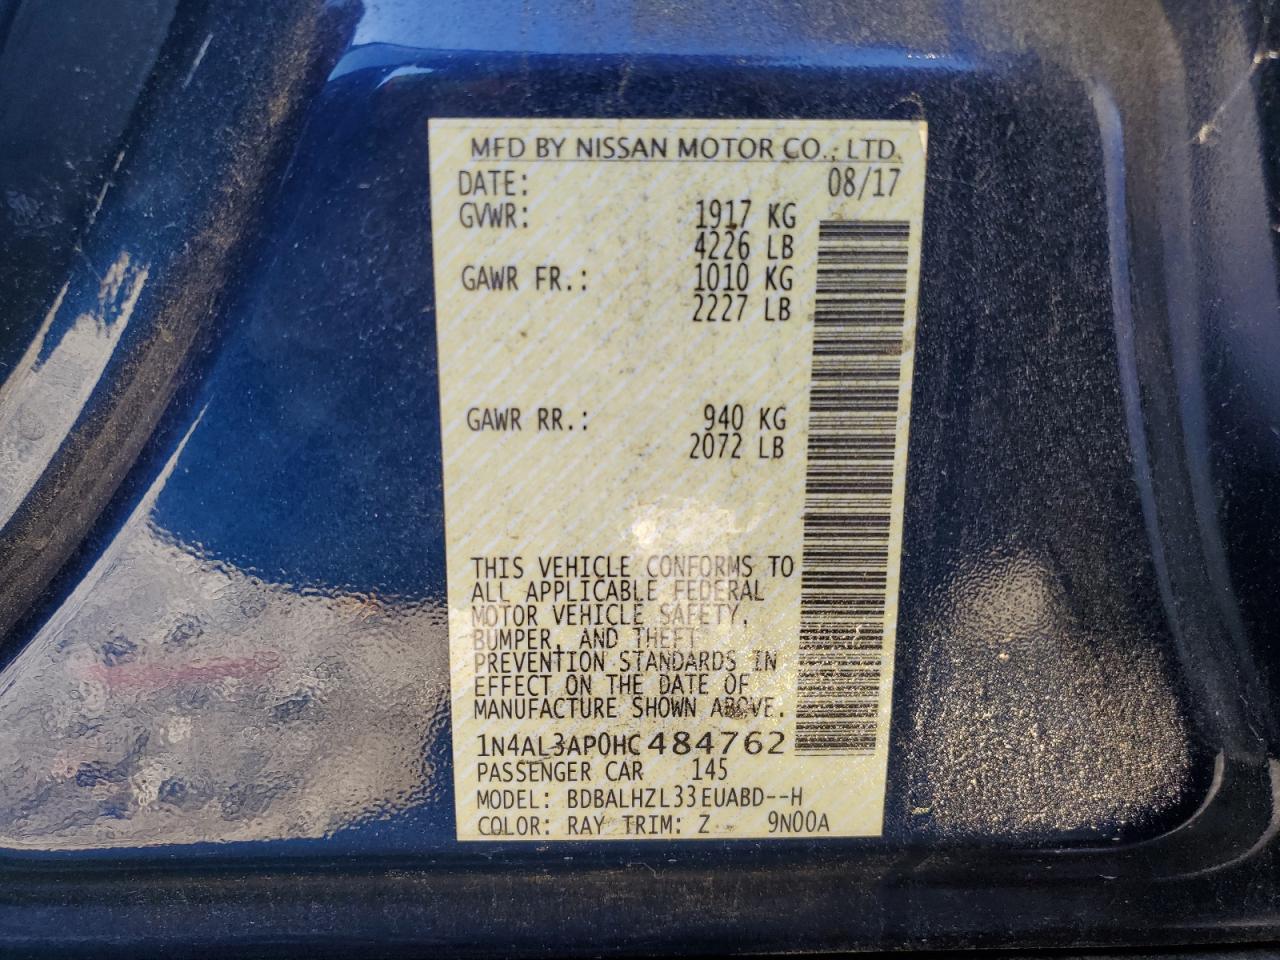 MFD BY NISSAN MOTOR CO., LTD.
DATE: 08/17
GVWR: 1917 KG
4226 LB
GAWR FR.: 1010 KG
2227 LB
GAWR RR.: 940 KG
2072 LB
THIS VEHICLE CONFORMS TO
ALL APPLICABLE FEDERAL
MOTOR VEHICLE SAFETY,
BUMPER, AND THEFT
PREVENTION STANDARDS IN
EFFECT ON THE DATE OF
MANUFACTURE SHOWN ABOVE.
1N4AL3AP0HC484762
PASSENGER CAR 145
MODEL: BDBALHZL33EUABD--H
COLOR: RAY TRIM: Z 9N00A